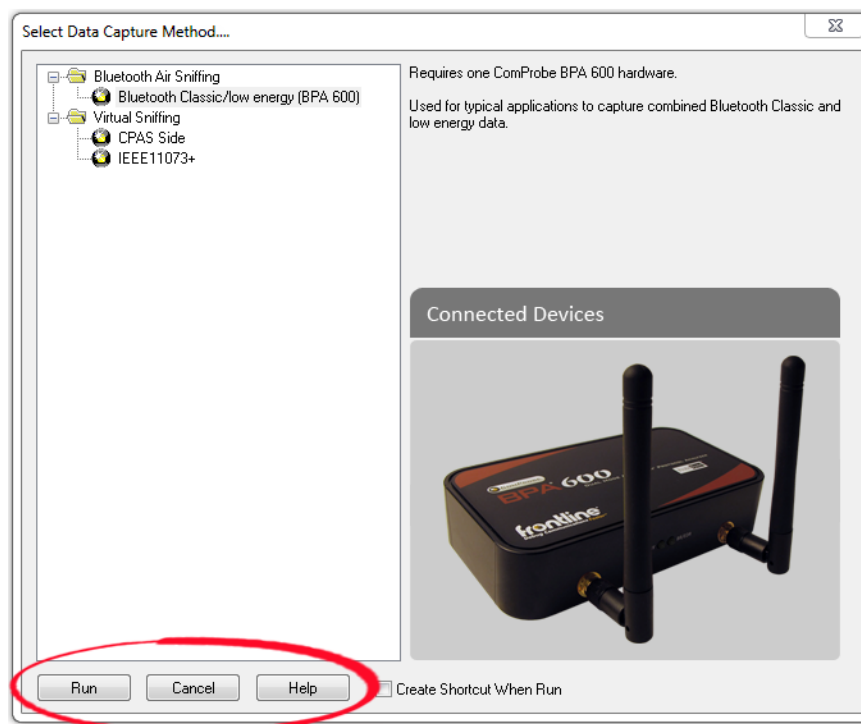 Select Data Capture Method....
Bluetooth Air Sniffing
Bluetooth Classic/low energy (BPA 600)
Virtual Sniffing
CPAS Side
IEEE11073+
Requires one ComProbe BPA 600 hardware.
Used for typical applications to capture combined Bluetooth Classic and
low energy data.
Connected Devices
BPA 600
frontline
Run
Cancel
Help
Create Shortcut When Run